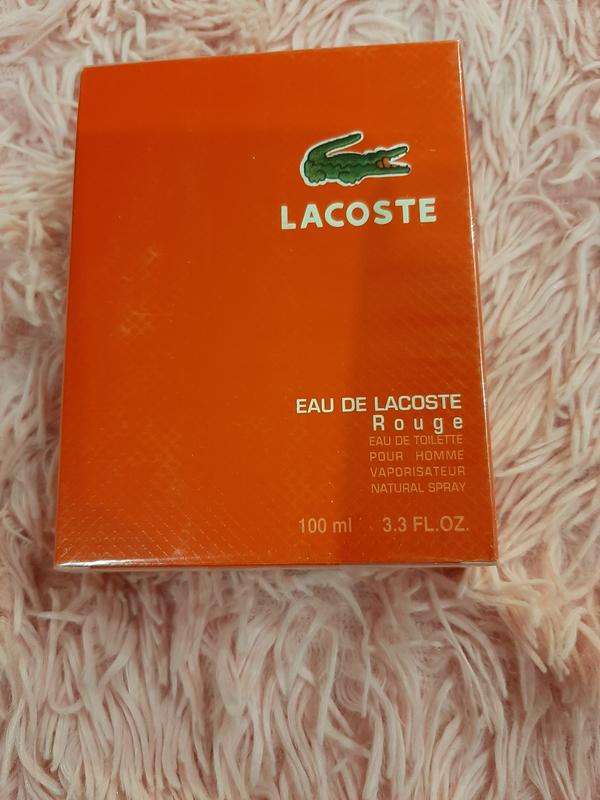 LACOSTE
EAU DE LACOSTE
Rouge
EAU DE TOILETTE
POUR HOMME
VAPORISATEUR
NATURAL SPRAY
100 ml 3.3 FL.OZ.